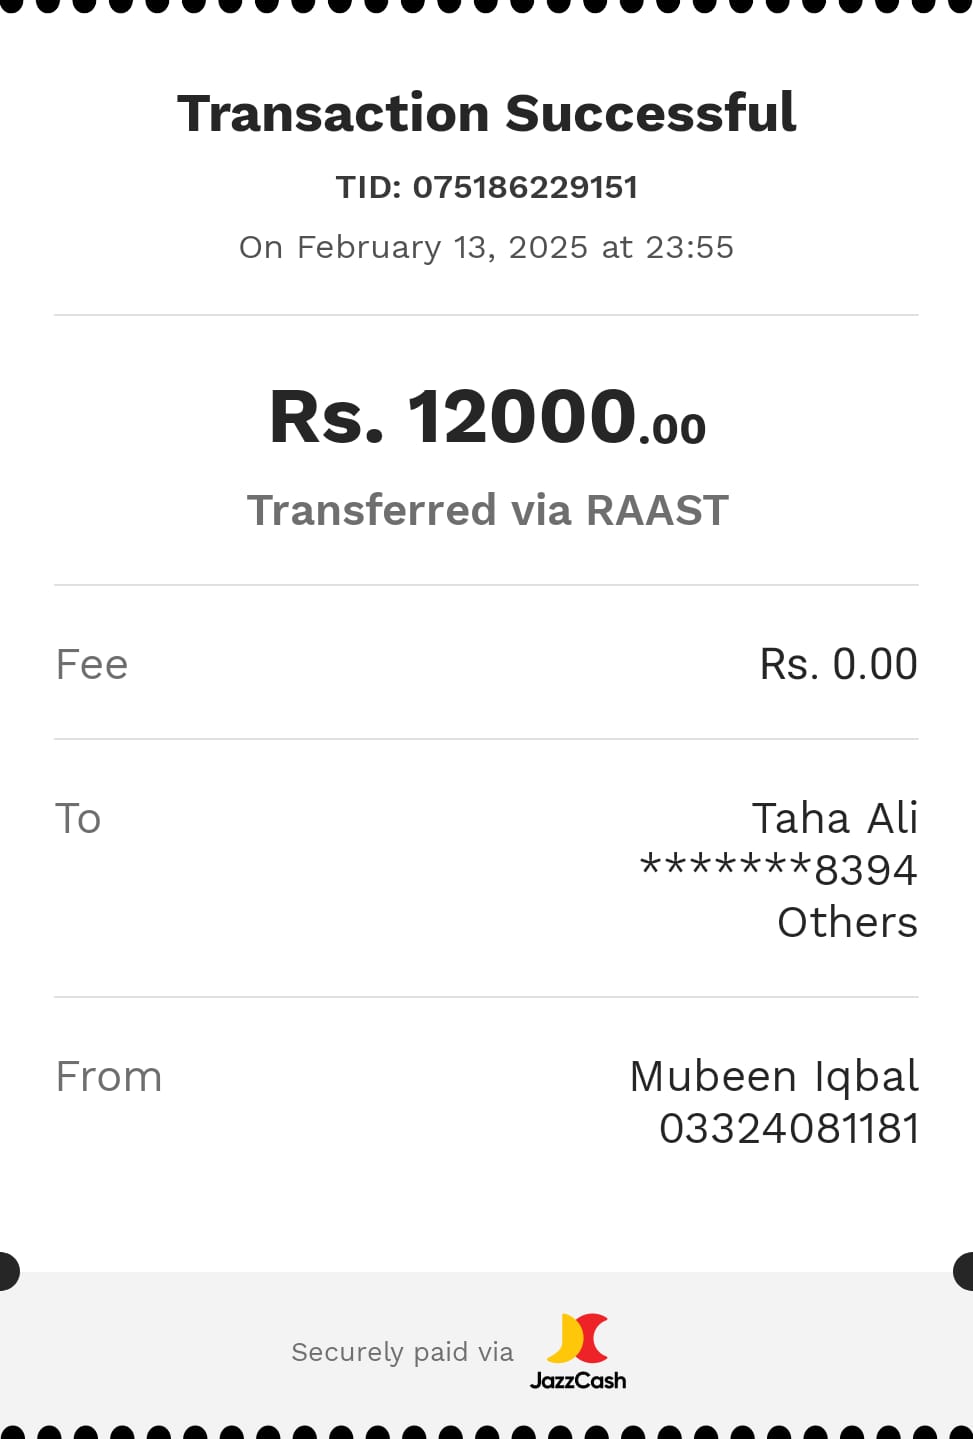 Transaction Successful
TID: 075186229151
On February 13, 2025 at 23:55
Rs. 12000.00
Transferred via RAAST
Fee Rs. 0.00
To Taha Ali
*******8394
Others
From Mubeen Iqbal
03324081181
Securely paid via JazzCash